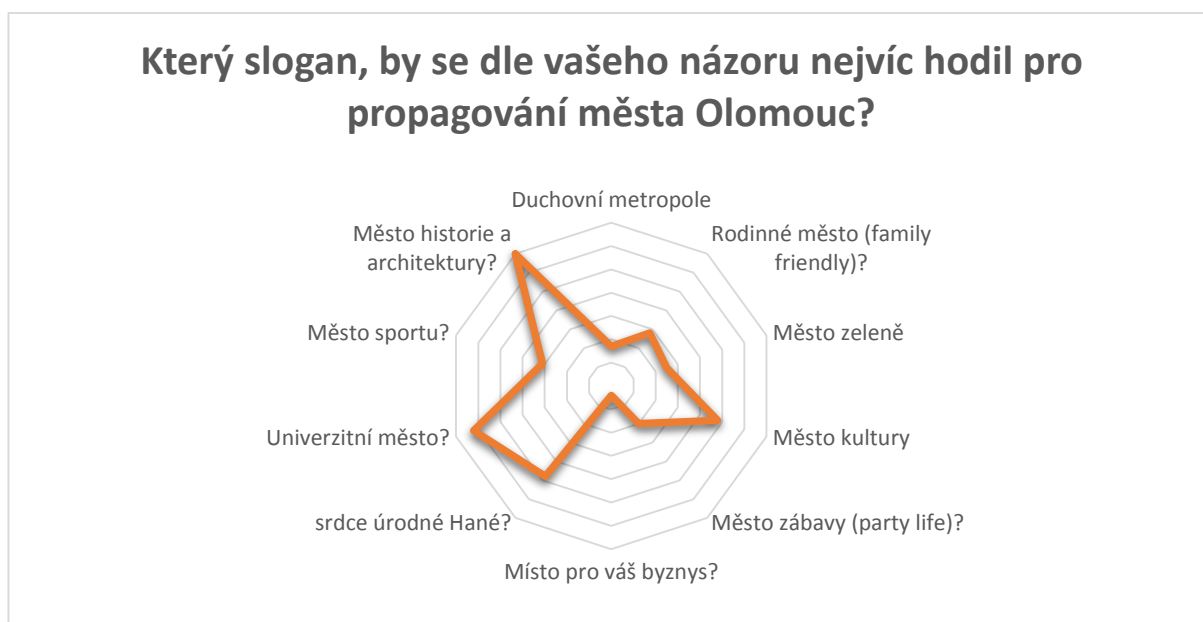 Který slogan, by se dle vašeho názoru nejvíc hodil pro
propagování města Olomouc?
Duchovní metropole
Rodinné město (family
friendly)?
Město zeleně
Město kultury
Město zábavy (party life)?
Místo pro váš byznys?
srdce úrodné Hané?
Univerzitní město?
Město sportu?
Město historie a
architektury?